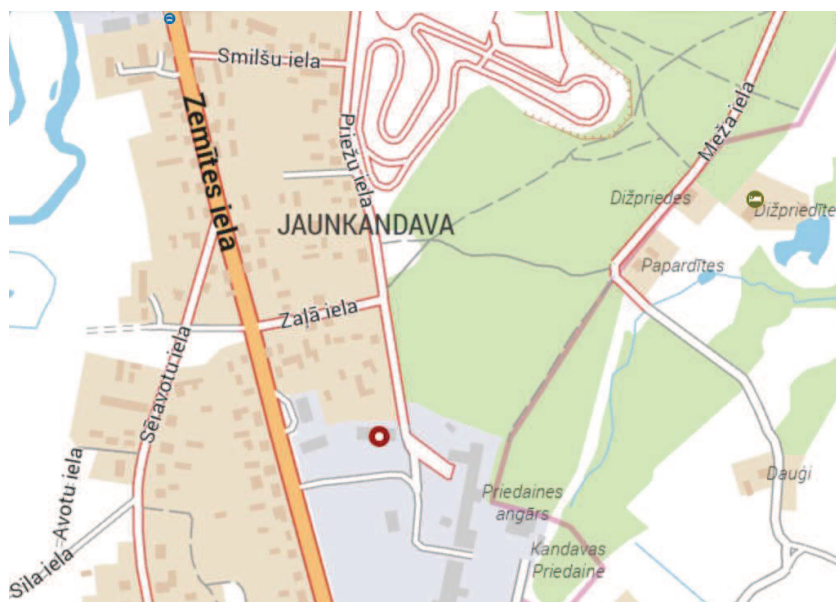 Smilšu iela
Zemītes iela
Priežu iela
Meža iela
JAUNKANDAVA
Dižpriedes
Dižpriedīte
Papardītes
Zaļā iela
Sēravotu iela
Avotu iela
Sila iela
Priedaines
angārs
Dauģi
Kandavas
Priedaine